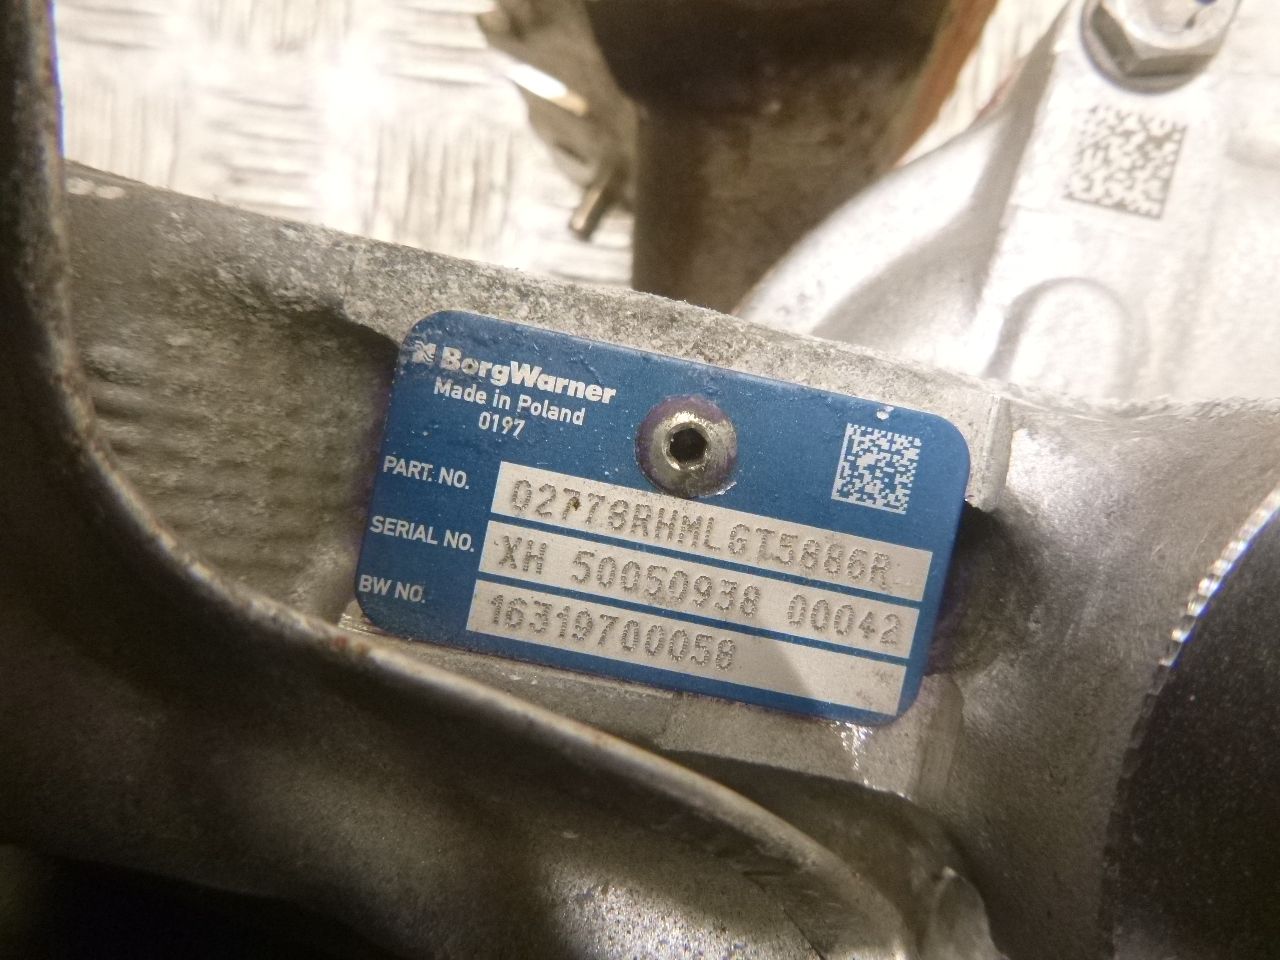 BorgWarner
Made in Poland
0197
PART. NO. 02778RHMLGT5886R
SERIAL NO. XH 50050938 00042
BW NO. 16319700058